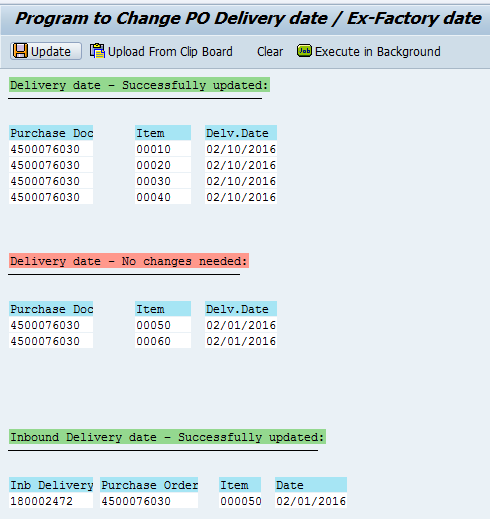 Program to Change PO Delivery date / Ex-Factory date
Update Upload From Clip Board Clear Job Execute in Background
Delivery date - Successfully updated:
Purchase Doc Item Delv.Date
4500076030 00010 02/10/2016
4500076030 00020 02/10/2016
4500076030 00030 02/10/2016
4500076030 00040 02/10/2016
Delivery date - No changes needed:
Purchase Doc Item Delv.Date
4500076030 00050 02/01/2016
4500076030 00060 02/01/2016
Inbound Delivery date - Successfully updated:
Inb Delivery Purchase Order Item Date
180002472 4500076030 000050 02/01/2016